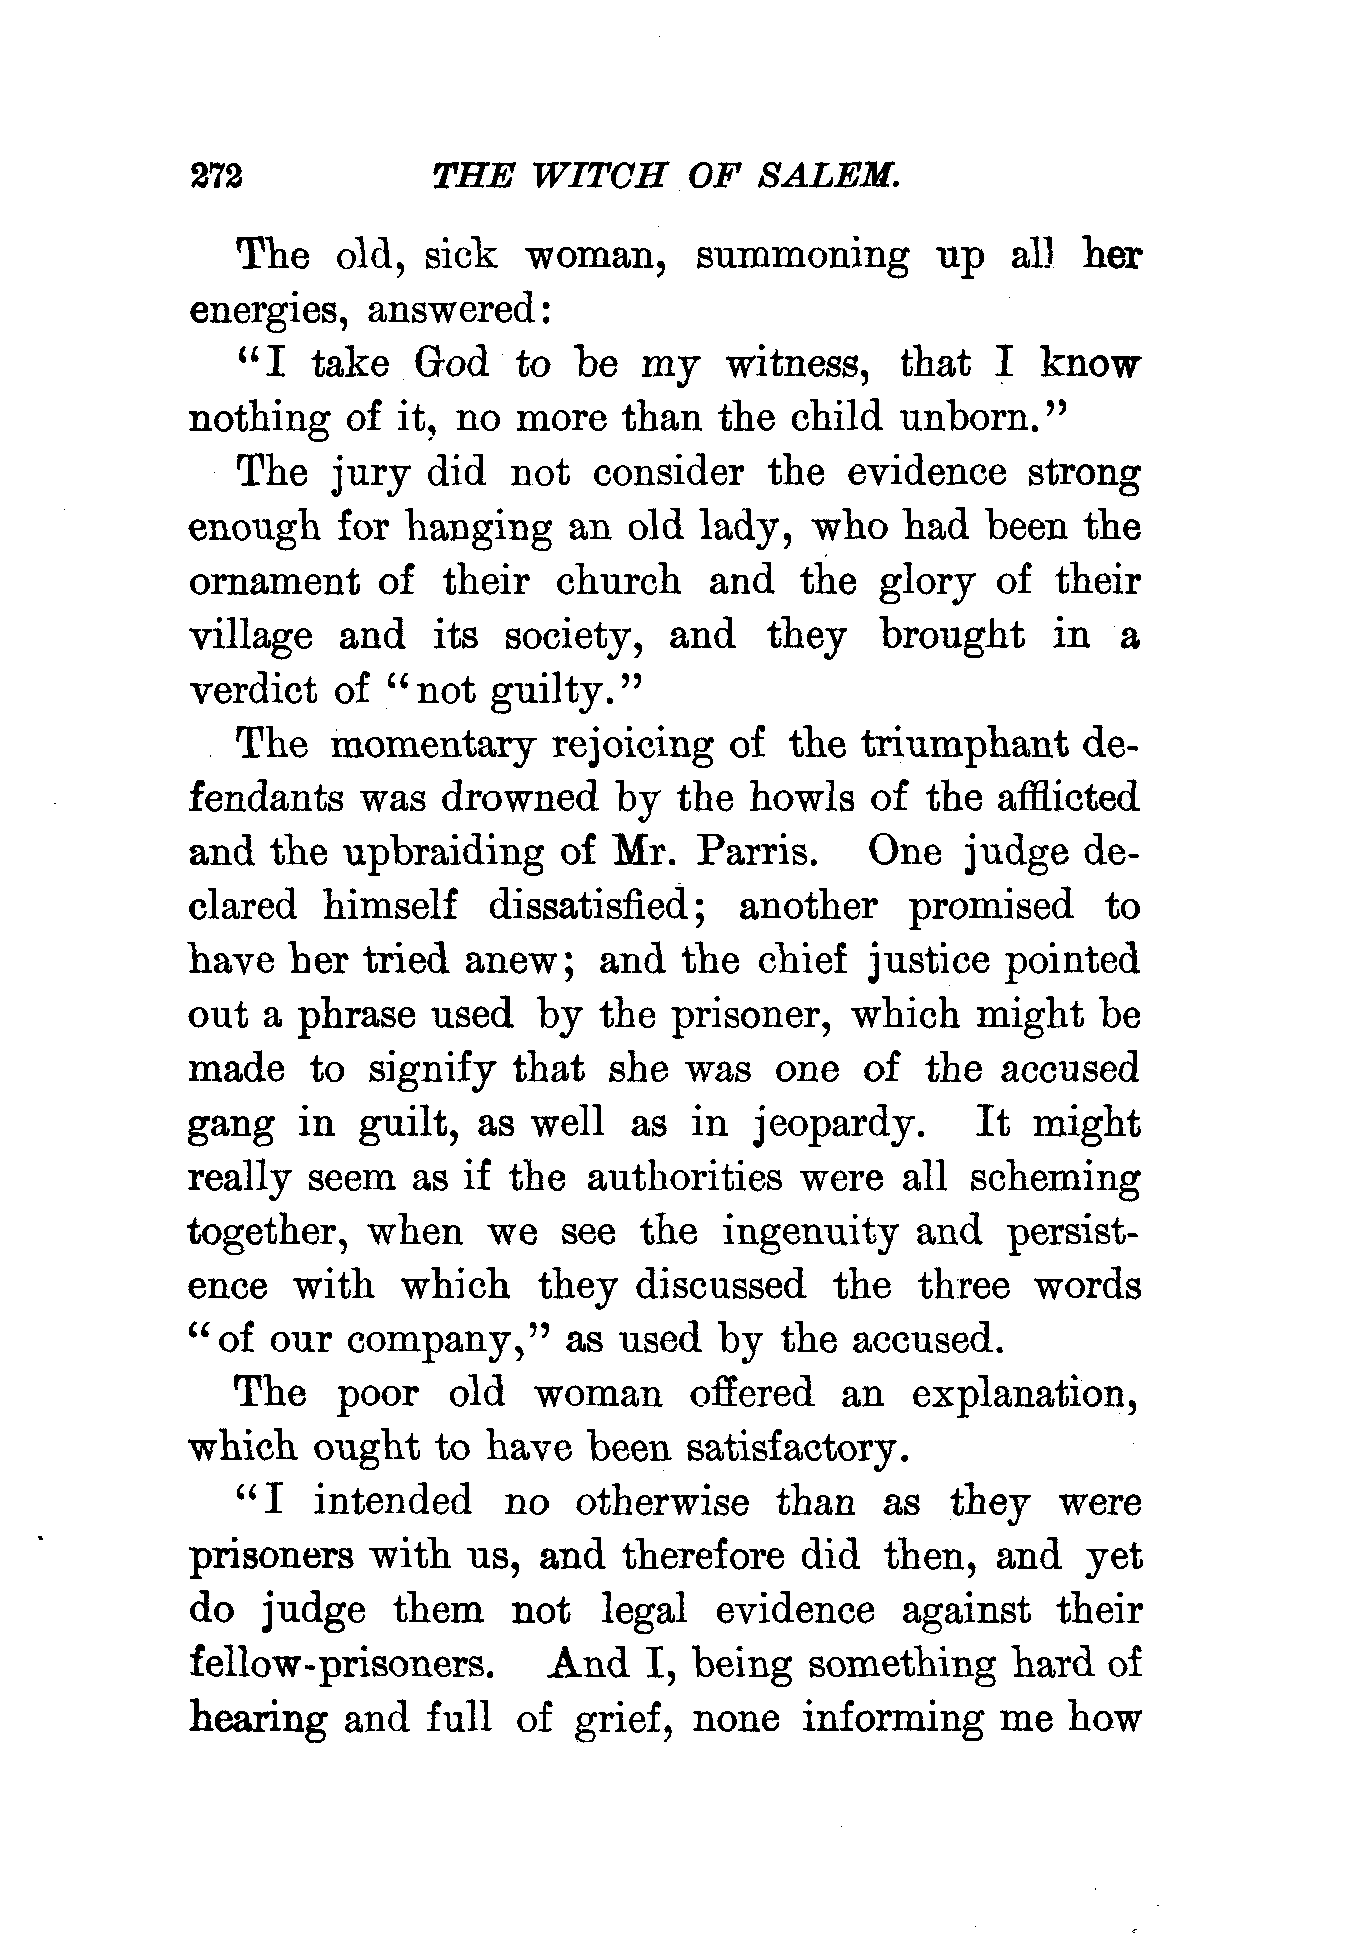 272 THE WITCH OF SALEM.
The old, sick woman, summoning up all her
energies, answered:
"I take God to be my witness, that I know
nothing of it, no more than the child unborn."
The jury did not consider the evidence strong
enough for hanging an old lady, who had been the
ornament of their church and the glory of their
village and its society, and they brought in a
verdict of "not guilty."
The momentary rejoicing of the triumphant de-
fendants was drowned by the howls of the afflicted
and the upbraiding of Mr. Parris. One judge de-
clared himself dissatisfied; another promised to
have her tried anew; and the chief justice pointed
out a phrase used by the prisoner, which might be
made to signify that she was one of the accused
gang in guilt, as well as in jeopardy. It might
really seem as if the authorities were all scheming
together, when we see the ingenuity and persist-
ence with which they discussed the three words
"of our company," as used by the accused.
The poor old woman offered an explanation,
which ought to have been satisfactory.
"I intended no otherwise than as they were
prisoners with us, and therefore did then, and yet
do judge them not legal evidence against their
fellow-prisoners. And I, being something hard of
hearing and full of grief, none informing me how